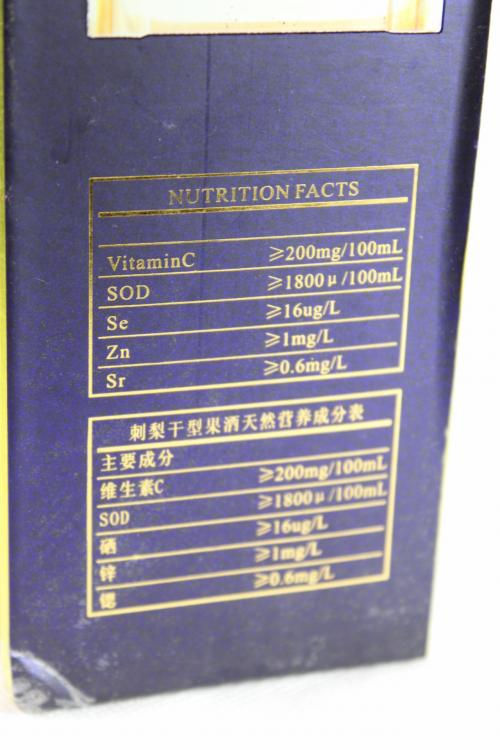 NUTRITION FACTS
VitaminC ≥200mg/100mL
SOD ≥1800μ/100mL
Se ≥16ug/L
Zn ≥1mg/L
Sr ≥0.6mg/L
刺梨干型果酒天然营养成分表
主要成分
维生素C ≥200mg/100mL
SOD ≥1800μ/100mL
硒 ≥16ug/L
锌 ≥1mg/L
锶 ≥0.6mg/L